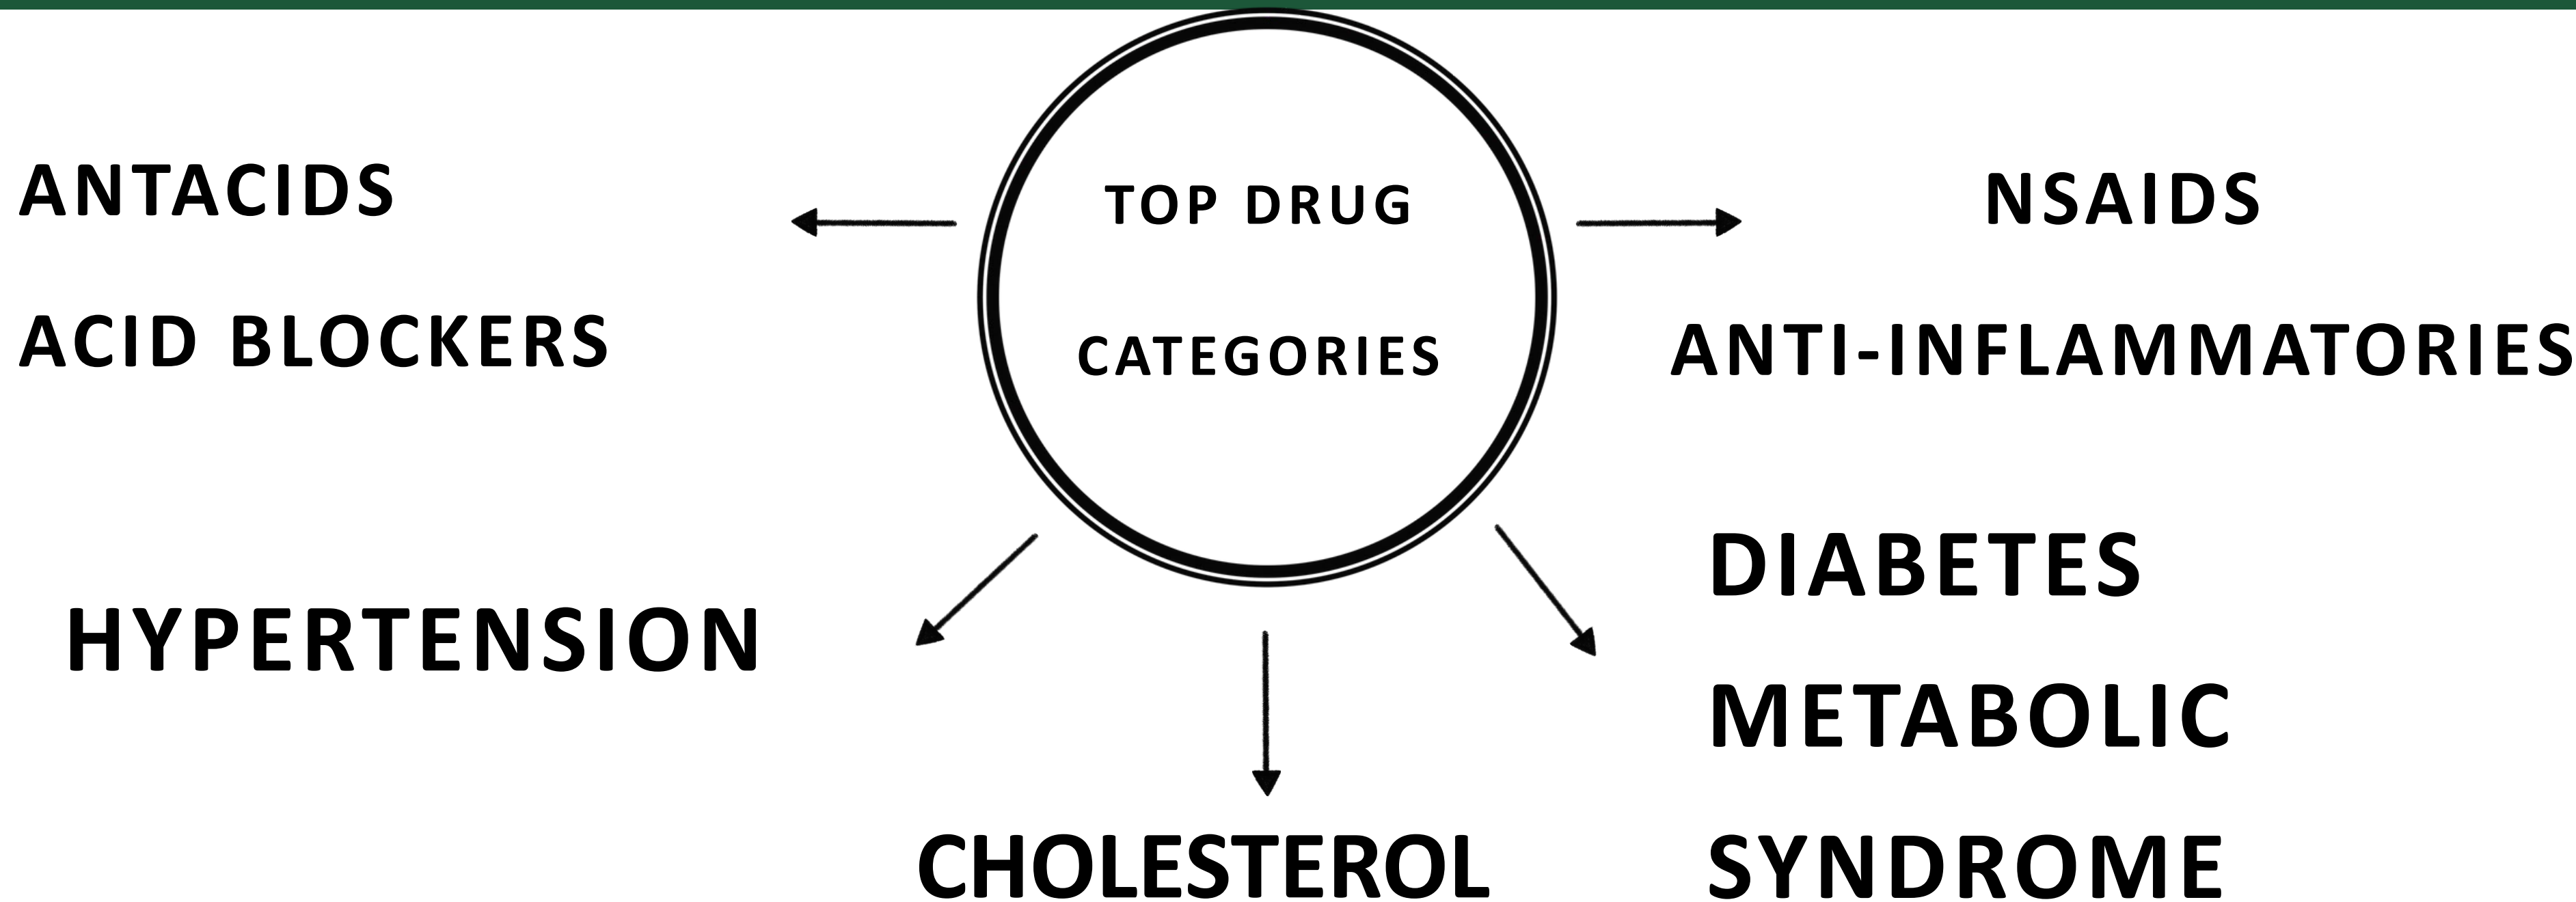 TOP DRUG
CATEGORIES
ANTACIDS
ACID BLOCKERS
NSAIDS
ANTI-INFLAMMATORIES
HYPERTENSION
CHOLESTEROL
DIABETES
METABOLIC
SYNDROME